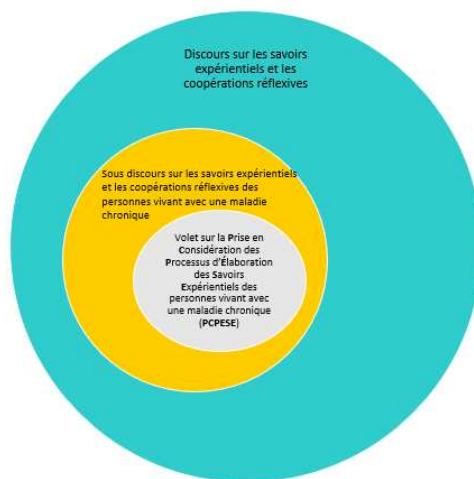 Discours sur les savoirs
expérientiels et les
coopérations réflexives
Sous discours sur les savoirs expérientiels
et les coopérations réflexives des
personnes vivant avec une maladie
chronique
Volet sur la Prise en
Considération des
Processus d'Élaboration
des Savoirs
Expérientiels des
personnes vivant avec
une maladie chronique
(PCPESE)